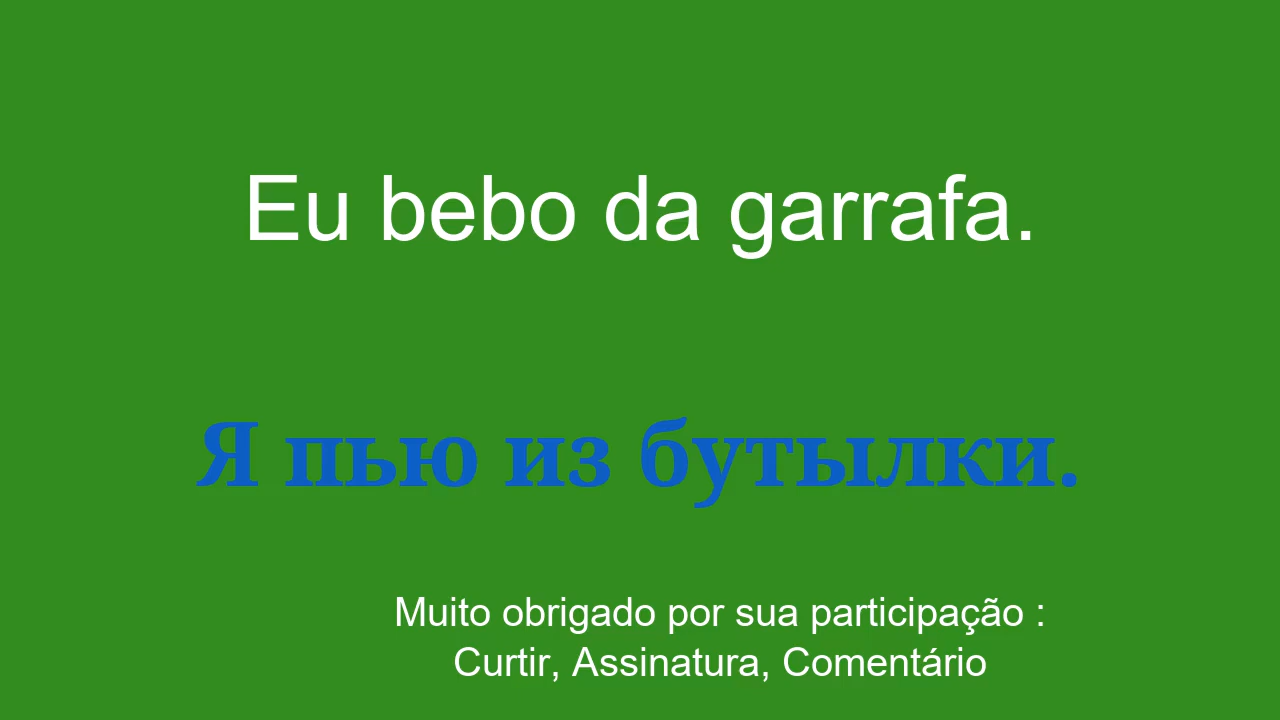 Eu bebo da garrafa.
Я пью из бутылки.
Muito obrigado por sua participação :
Curtir, Assinatura, Comentário